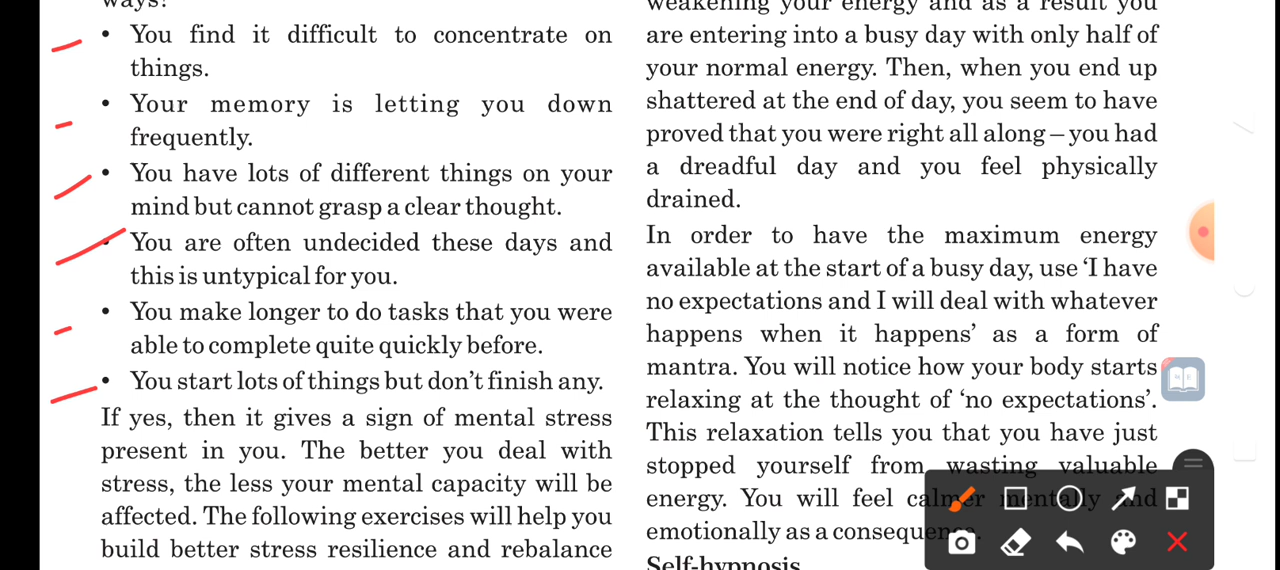 ways?
• You find it difficult to concentrate on
things.
• Your memory is letting you down
frequently.
• You have lots of different things on your
mind but cannot grasp a clear thought.
• You are often undecided these days and
this is untypical for you.
• You make longer to do tasks that you were
able to complete quite quickly before.
• You start lots of things but don't finish any.
If yes, then it gives a sign of mental stress
present in you. The better you deal with
stress, the less your mental capacity will be
affected. The following exercises will help you
build better stress resilience and rebalance
weakening your energy and as a result you
are entering into a busy day with only half of
your normal energy. Then, when you end up
shattered at the end of day, you seem to have
proved that you were right all along – you had
a dreadful day and you feel physically
drained.
In order to have the maximum energy
available at the start of a busy day, use 'I have
no expectations and I will deal with whatever
happens when it happens' as a form of
mantra. You will notice how your body starts
relaxing at the thought of 'no expectations'.
This relaxation tells you that you have just
stopped yourself from wasting valuable
energy. You will feel calmer mentally and
emotionally as a consequence.
Self-hypnosis